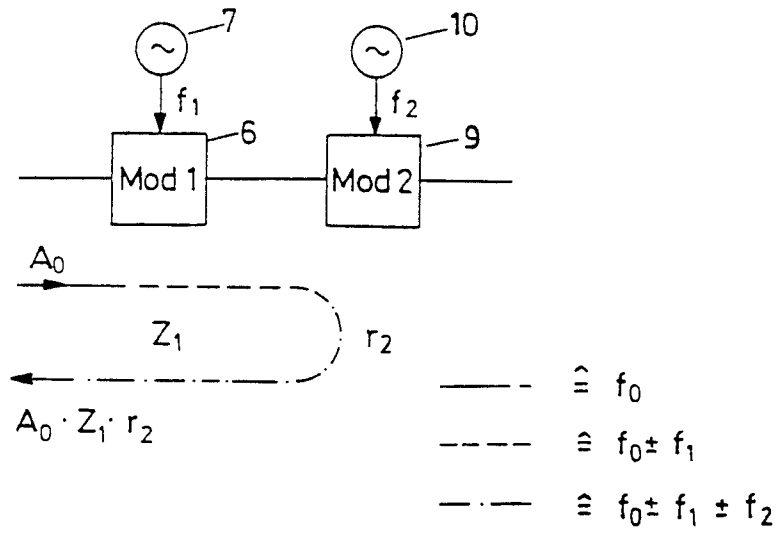 7 10
~ ~
f₁ f₂
6 9
Mod 1 Mod 2
A₀
Z₁ r₂
A₀ · Z₁ · r₂
≙ f₀
≙ f₀ ± f₁
≙ f₀ ± f₁ ± f₂